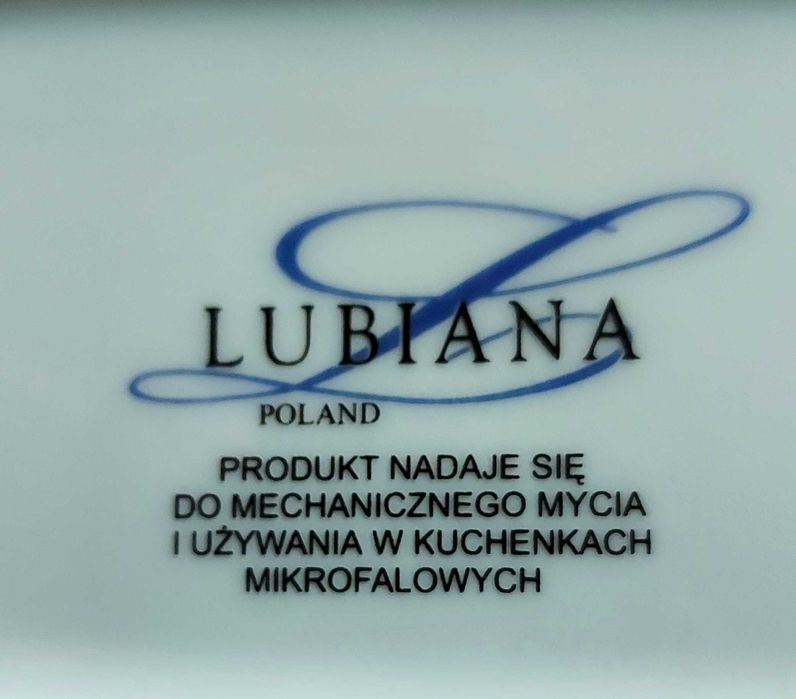 LUBIANA
POLAND
PRODUKT NADAJE SIĘ
DO MECHANICZNEGO MYCIA
I UŻYWANIA W KUCHENKACH
MIKROFALOWYCH